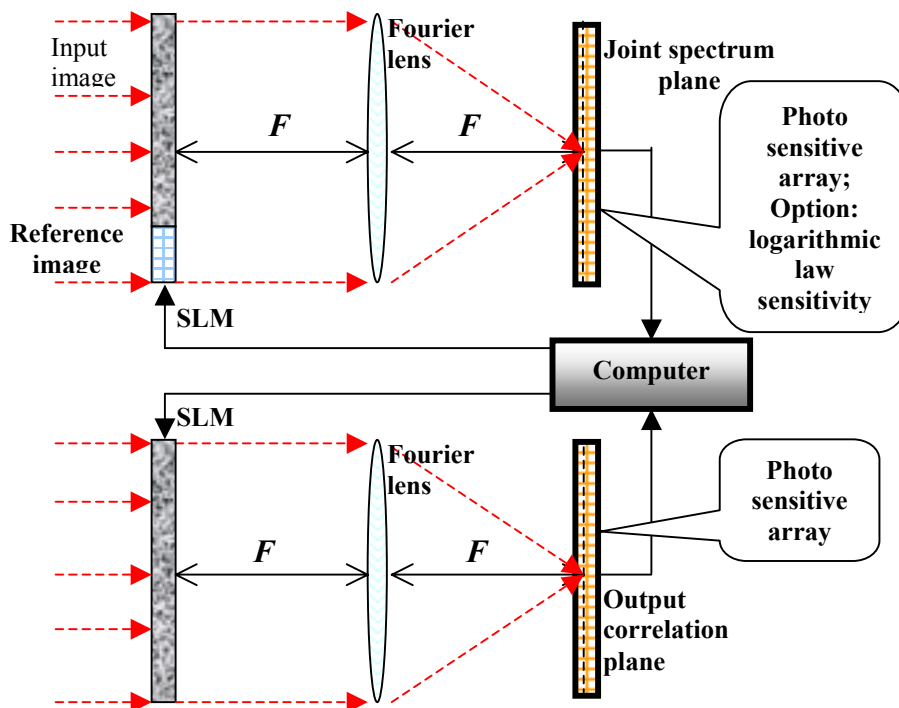 Input
image
Fourier
lens
Joint spectrum
plane
F
F
Photo
sensitive
array;
Option:
logarithmic
law
sensitivity
Reference
image
SLM
Computer
SLM
Fourier
lens
Photo
sensitive
array
F
F
Output
correlation
plane